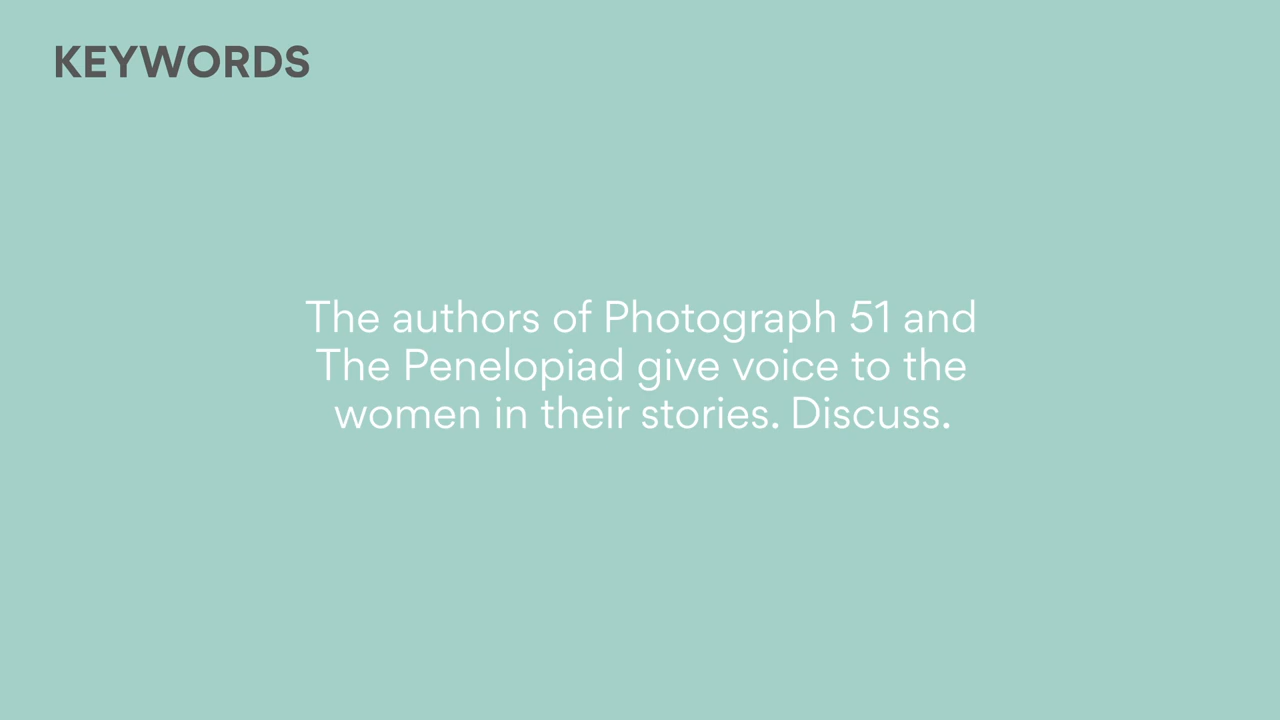 KEYWORDS
The authors of Photograph 51 and
The Penelopiad give voice to the
women in their stories. Discuss.